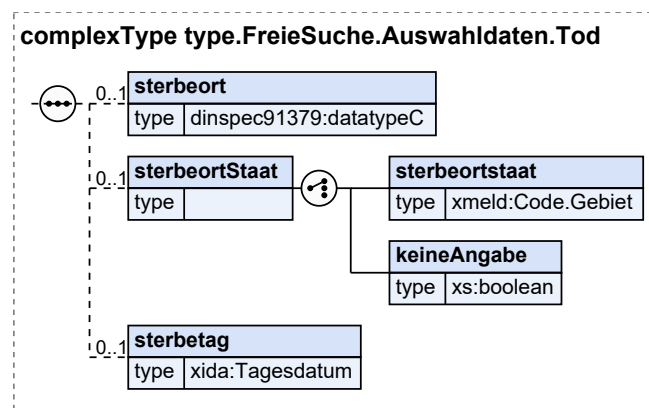 complexType type.FreieSuche.Auswahldaten.Tod
0..1
sterbeort
type dinspec91379:datatypeC
0..1
sterbeortStaat
type
sterbeortstaat
type xmeld:Code.Gebiet
keineAngabe
type xs:boolean
0..1
sterbetag
type xida:Tagesdatum